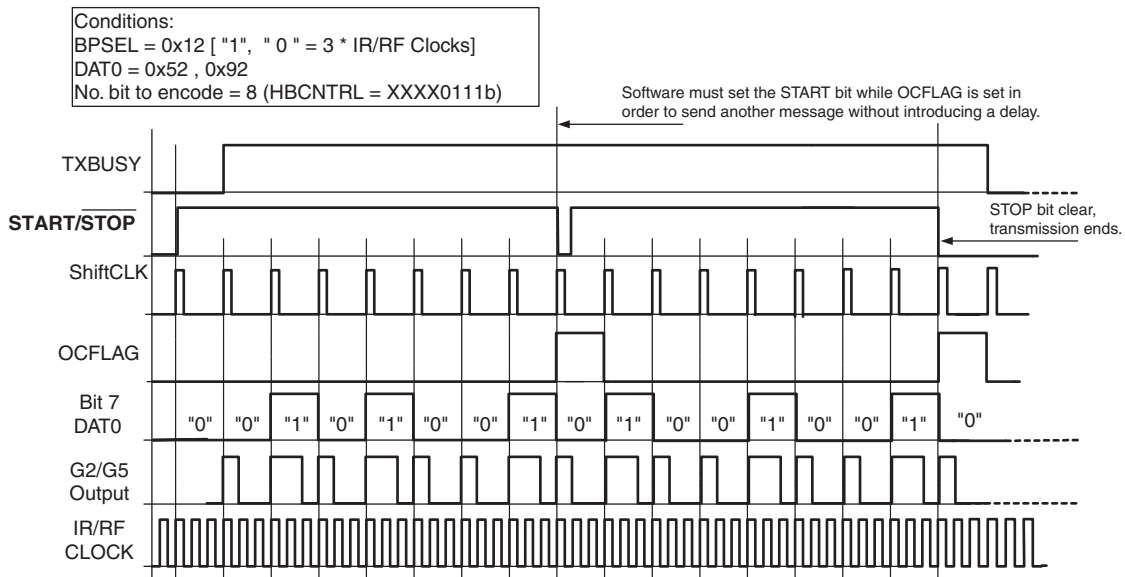 Conditions:
BPSEL = 0x12 [ "1", " 0 " = 3 * IR/RF Clocks]
DAT0 = 0x52 , 0x92
No. bit to encode = 8 (HBCNTRL = XXXX0111b)
Software must set the START bit while OCFLAG is set in
order to send another message without introducing a delay.
TXBUSY
START/STOP
STOP bit clear,
transmission ends.
ShiftCLK
OCFLAG
Bit 7
DAT0
"0" "0" "1" "0" "1" "0" "0" "1" "0" "1" "0" "0" "1" "0" "0" "1" "0"
G2/G5
Output
IR/RF
CLOCK